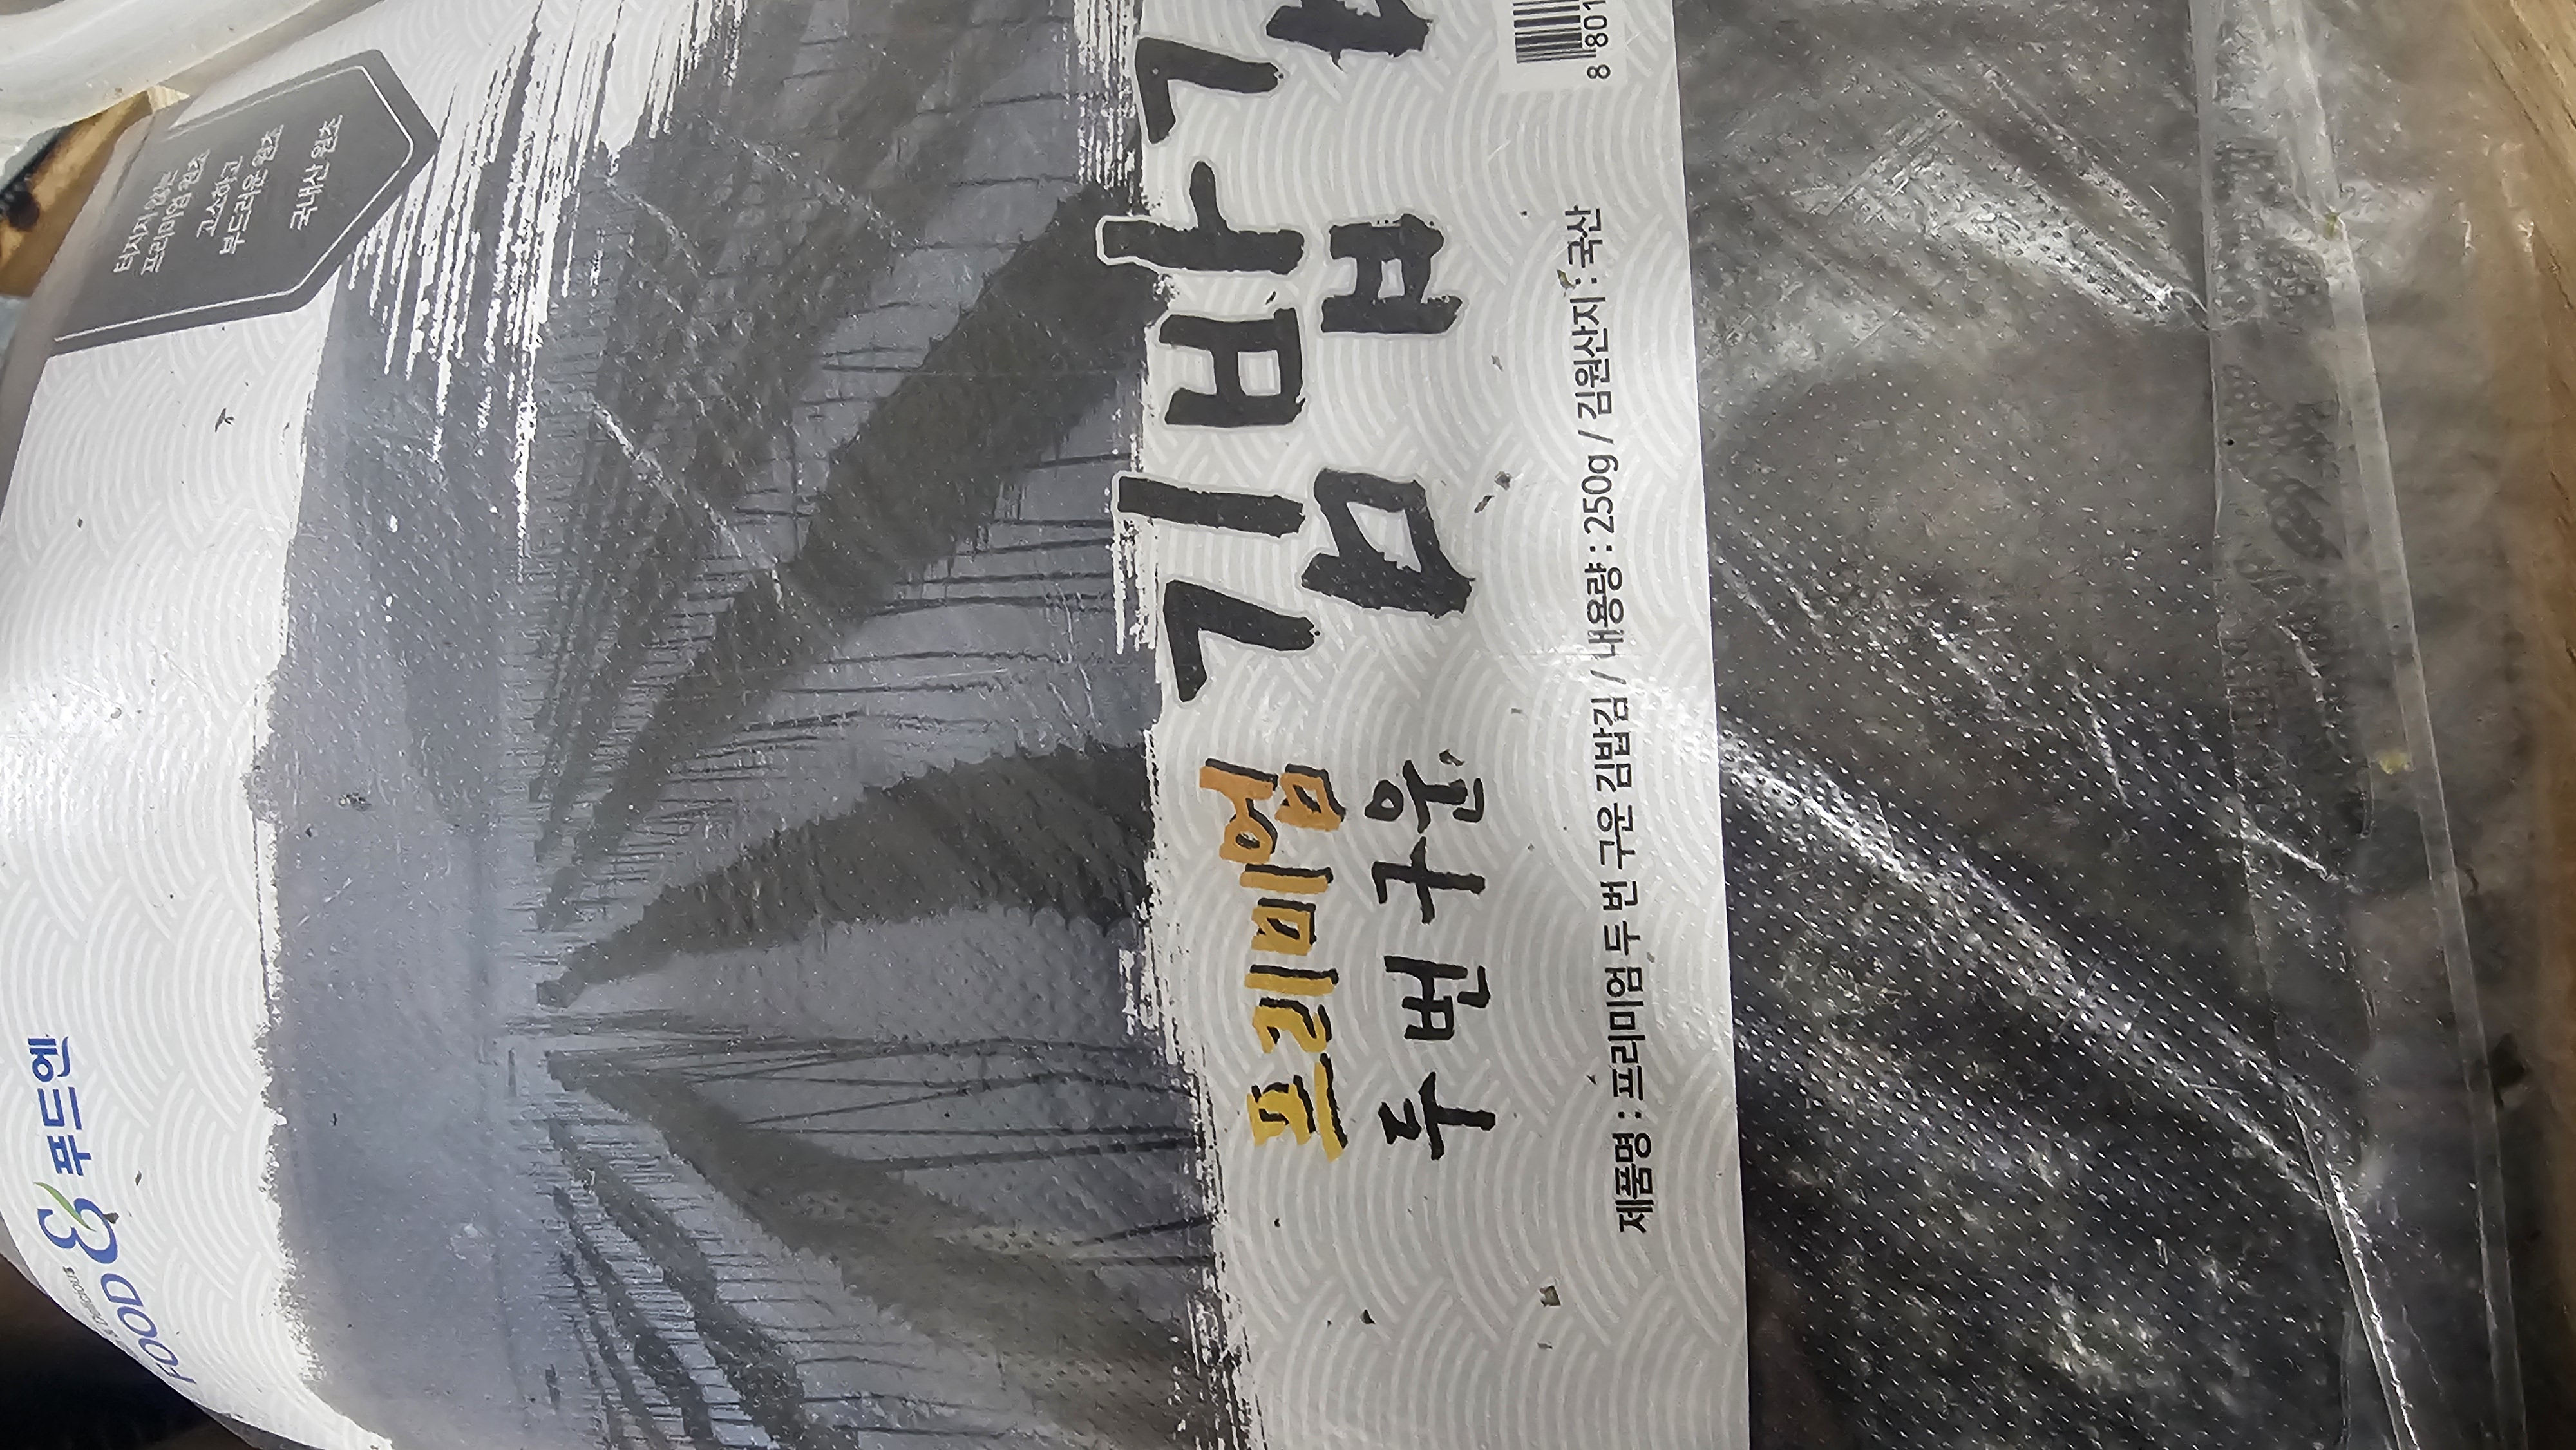 FOOD 푸드엔
터지지 않는
프리미엄 원초
고소하고
부드러운 원초
국내산 원초
프리미엄
두번구운
김밥김
제품명 : 프리미엄 두 번 구운 김밥김 / 내용량 : 250g / 김원산지 : 국산
8 801